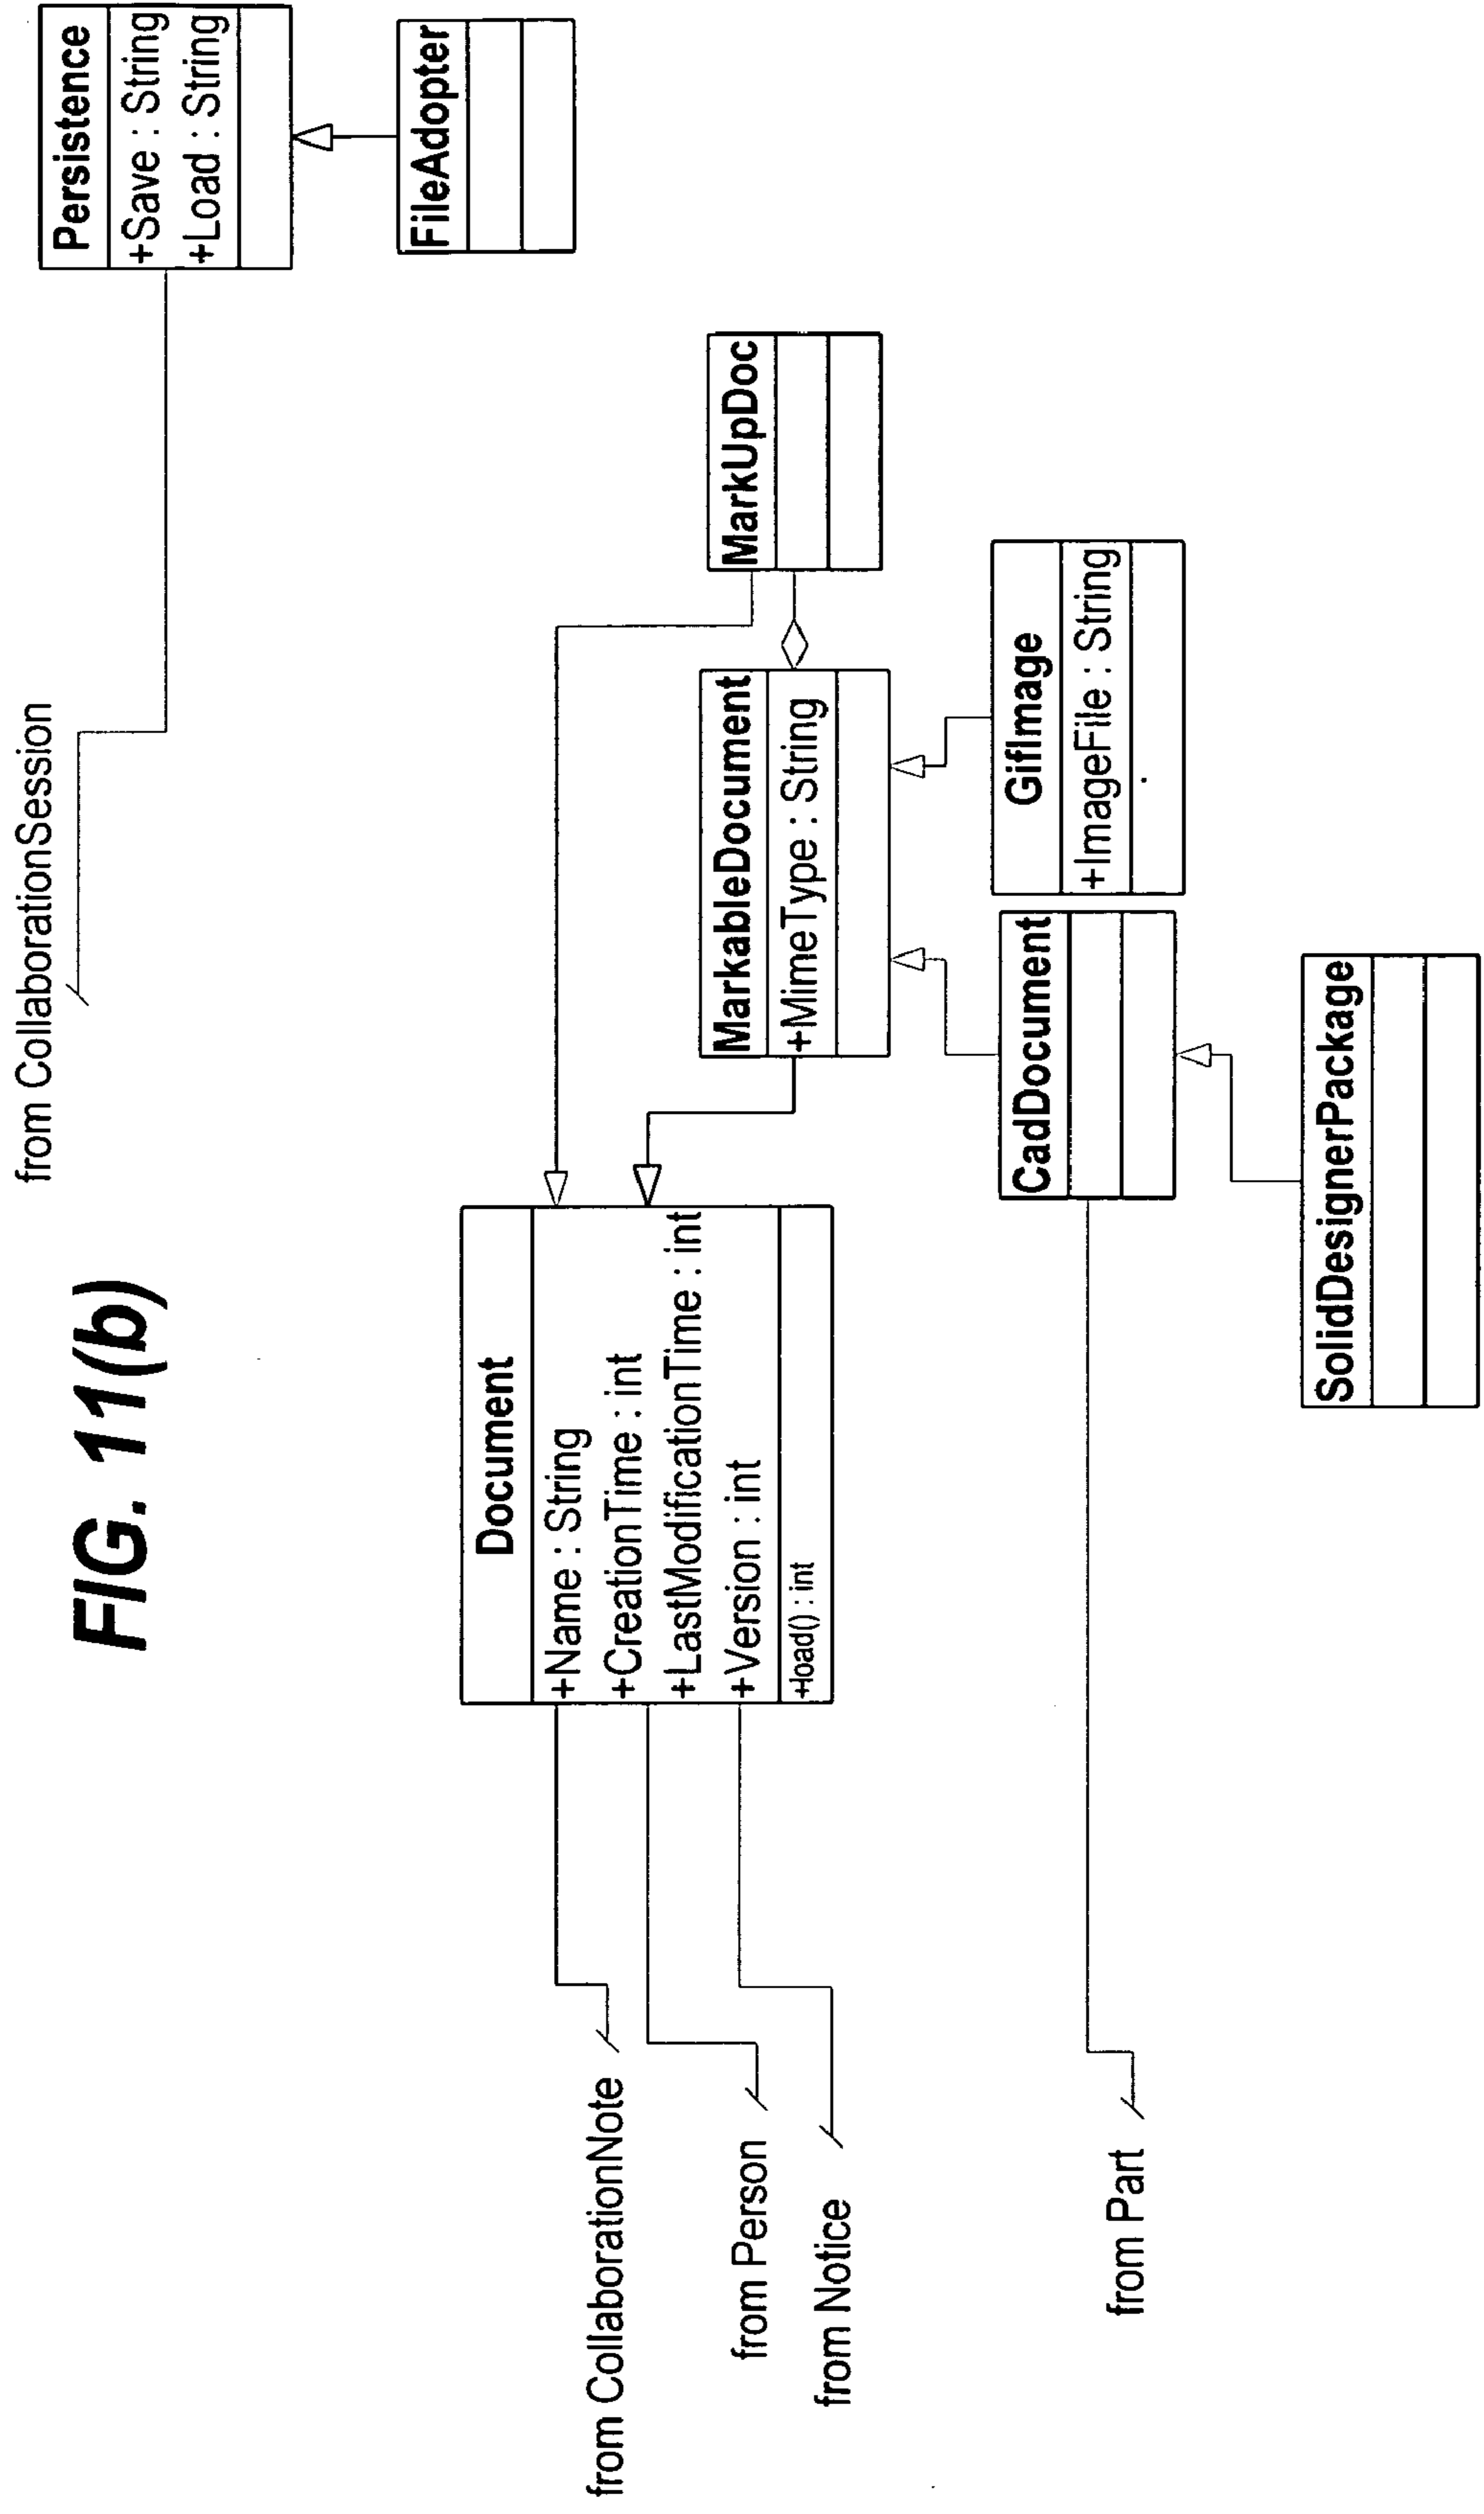 FIG. 11(b)
from CollaborationSession
Persistence
+Save : String
+Load : String
FileAdopter
Document
+Name : String
+CreationTime : int
+LastModificationTime : int
+Version : int
+load() : int
from CollaborationNote
from Person
from Notice
MarkUpDoc
MarkableDocument
+MimeType : String
GifImage
+ImageFile : String
CadDocument
from Part
SolidDesignerPackage